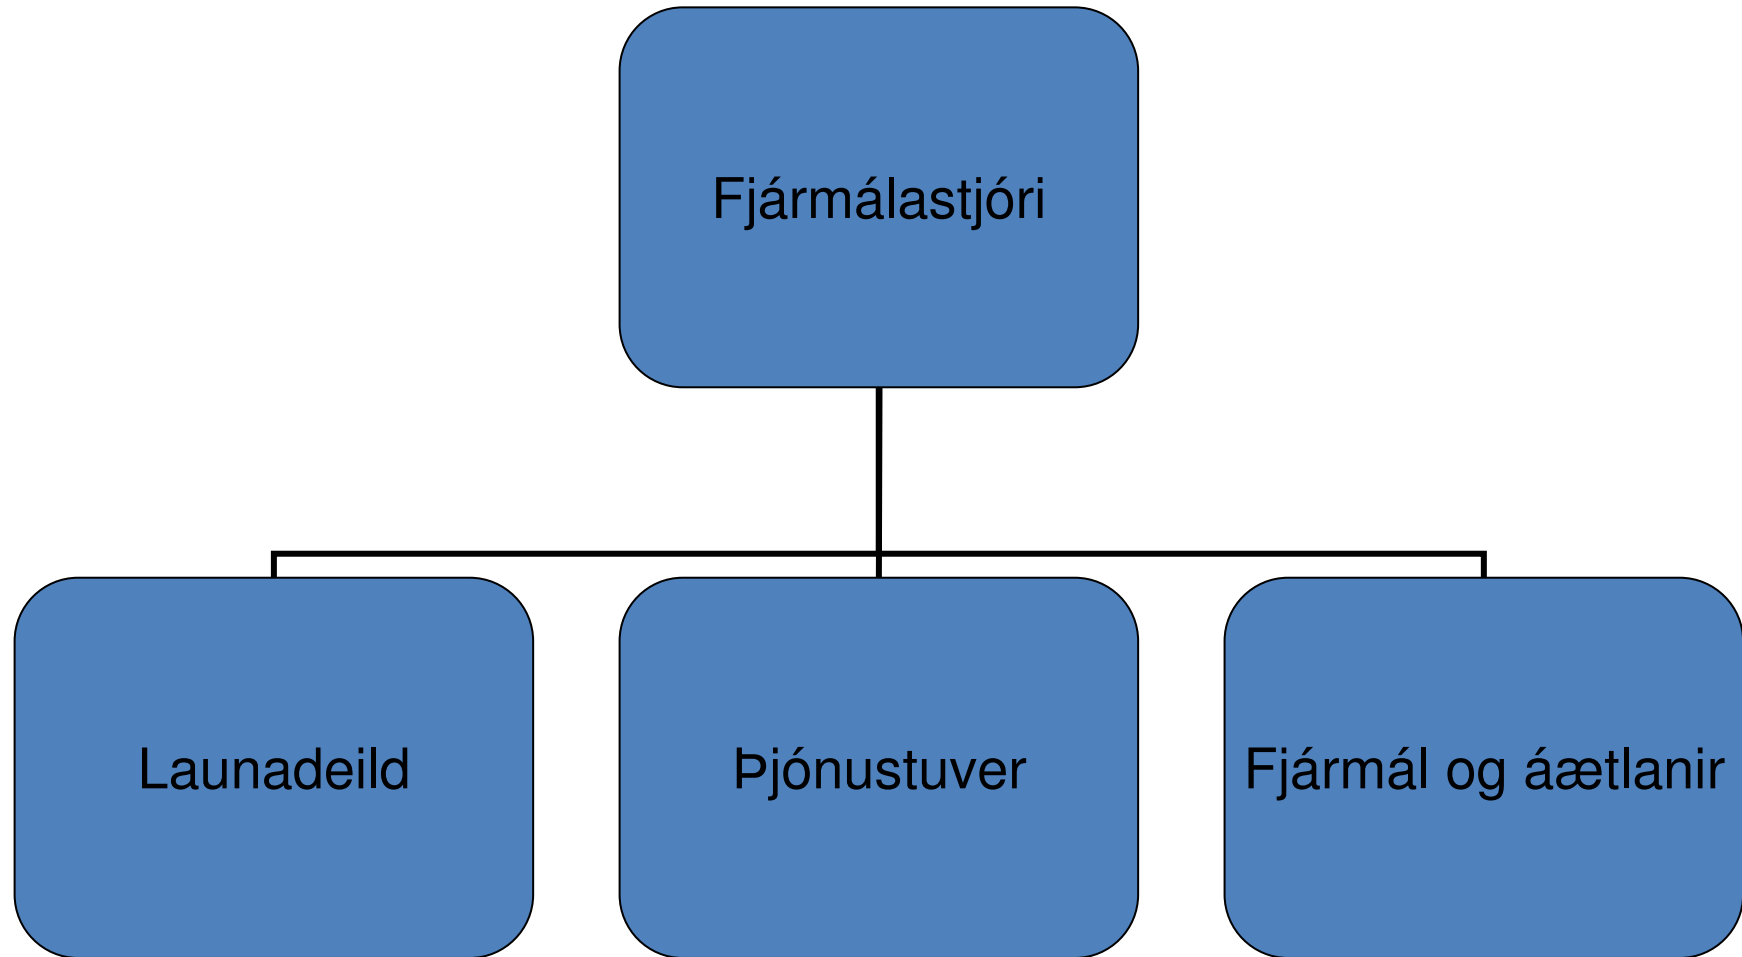 Fjármálastjóri
Launadeild
Þjónustuver
Fjármál og áætlanir